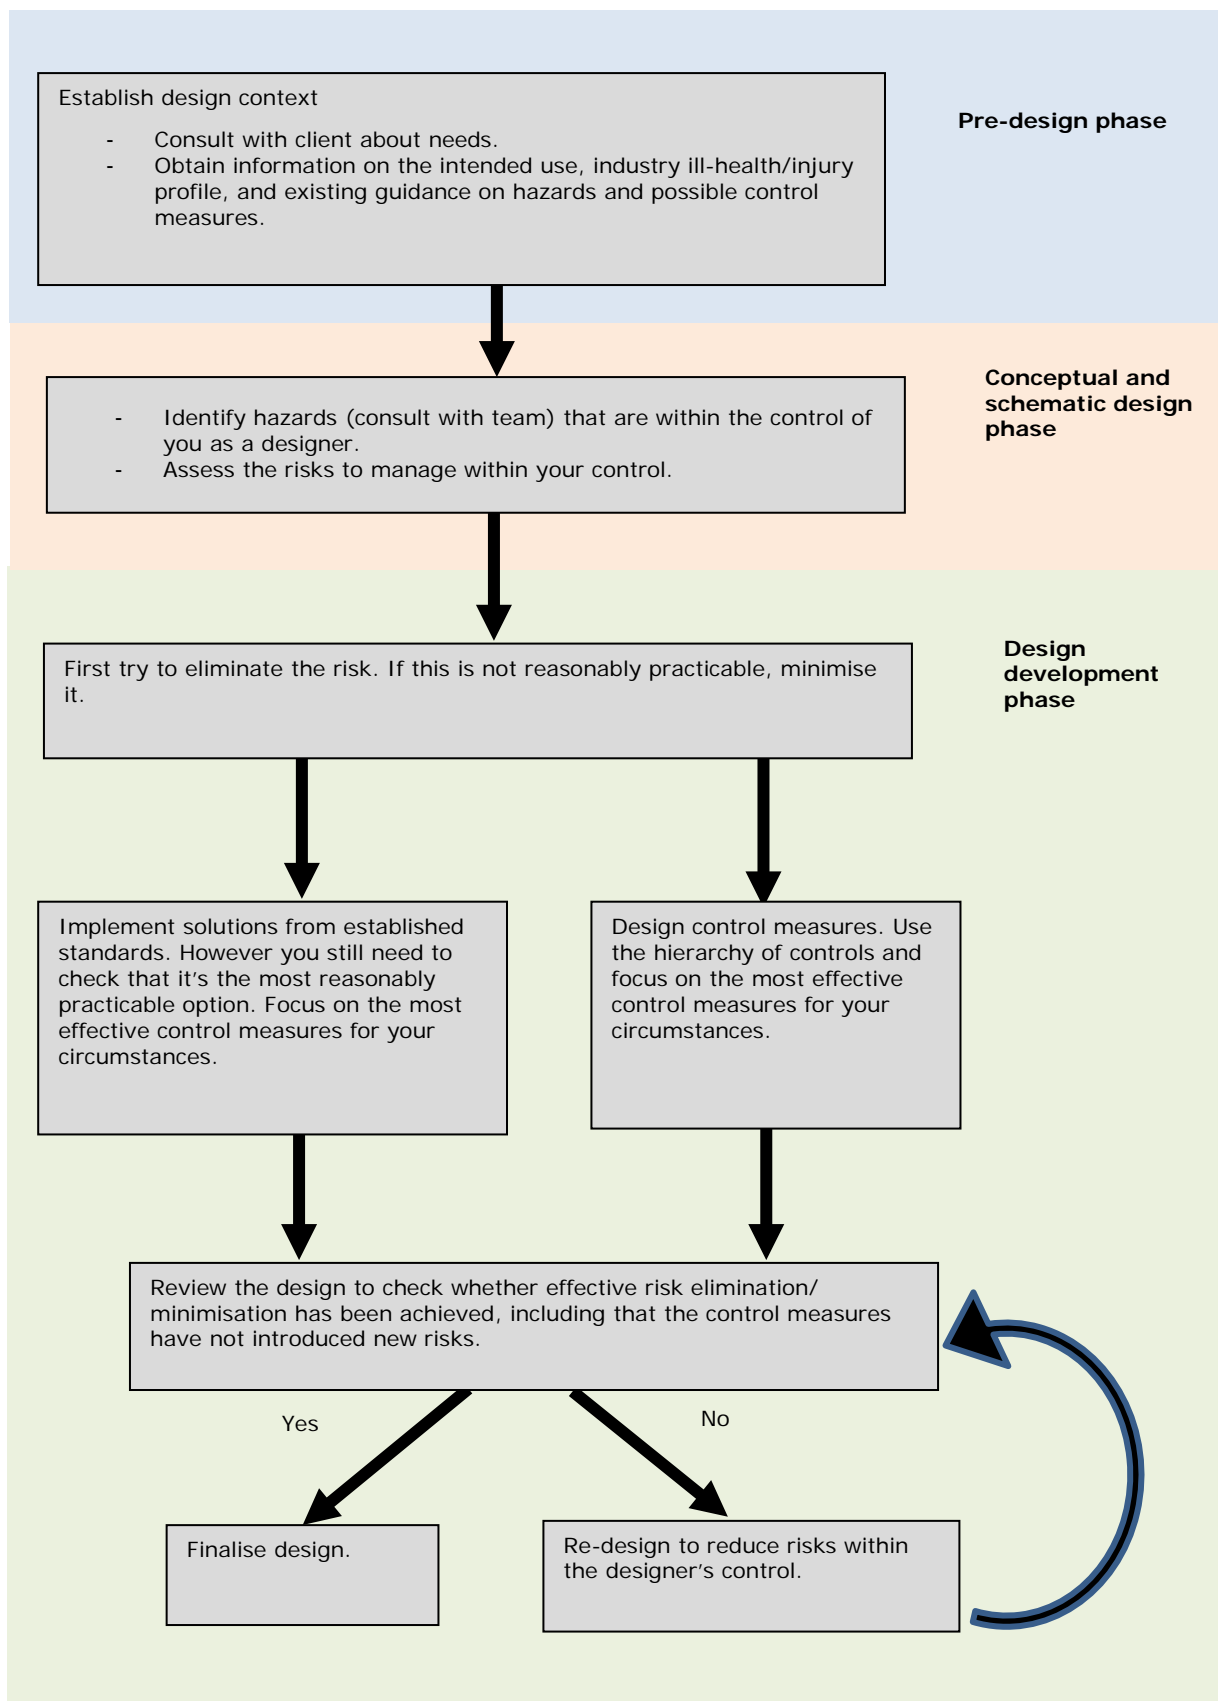 Establish design context
Pre-design phase
- Consult with client about needs.
- Obtain information on the intended use, industry ill-health/injury
profile, and existing guidance on hazards and possible control
measures.
Conceptual and
schematic design
phase
- Identify hazards (consult with team) that are within the control of
you as a designer.
- Assess the risks to manage within your control.
Design
development
phase
First try to eliminate the risk. If this is not reasonably practicable, minimise
it.
Implement solutions from established
standards. However you still need to
check that it's the most reasonably
practicable option. Focus on the most
effective control measures for your
circumstances.
Design control measures. Use
the hierarchy of controls and
focus on the most effective
control measures for your
circumstances.
Review the design to check whether effective risk elimination/
minimisation has been achieved, including that the control measures
have not introduced new risks.
Yes
No
Finalise design.
Re-design to reduce risks within
the designer's control.